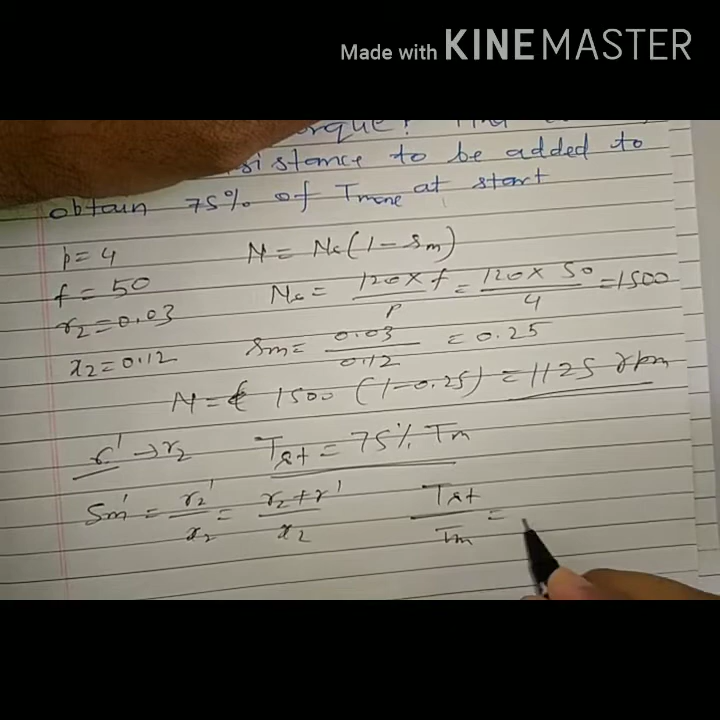 Made with KINEMASTER
orque? Find
sistance to be added to
obtain 75% of Tmax at start
p = 4 N = Ns (1 - sm)
f = 50 Ns = 120 x f / p = 120 x 50 / 4 = 1500
r2 = 0.03
x2 = 0.12 sm = 0.03 / 0.12 = 0.25
N = 1500 (1 - 0.25) = 1125 rpm
r' → r2 Tst = 75% Tm
Sm' = r2' / x2 = r2 + r' / x2 Tst / Tm =